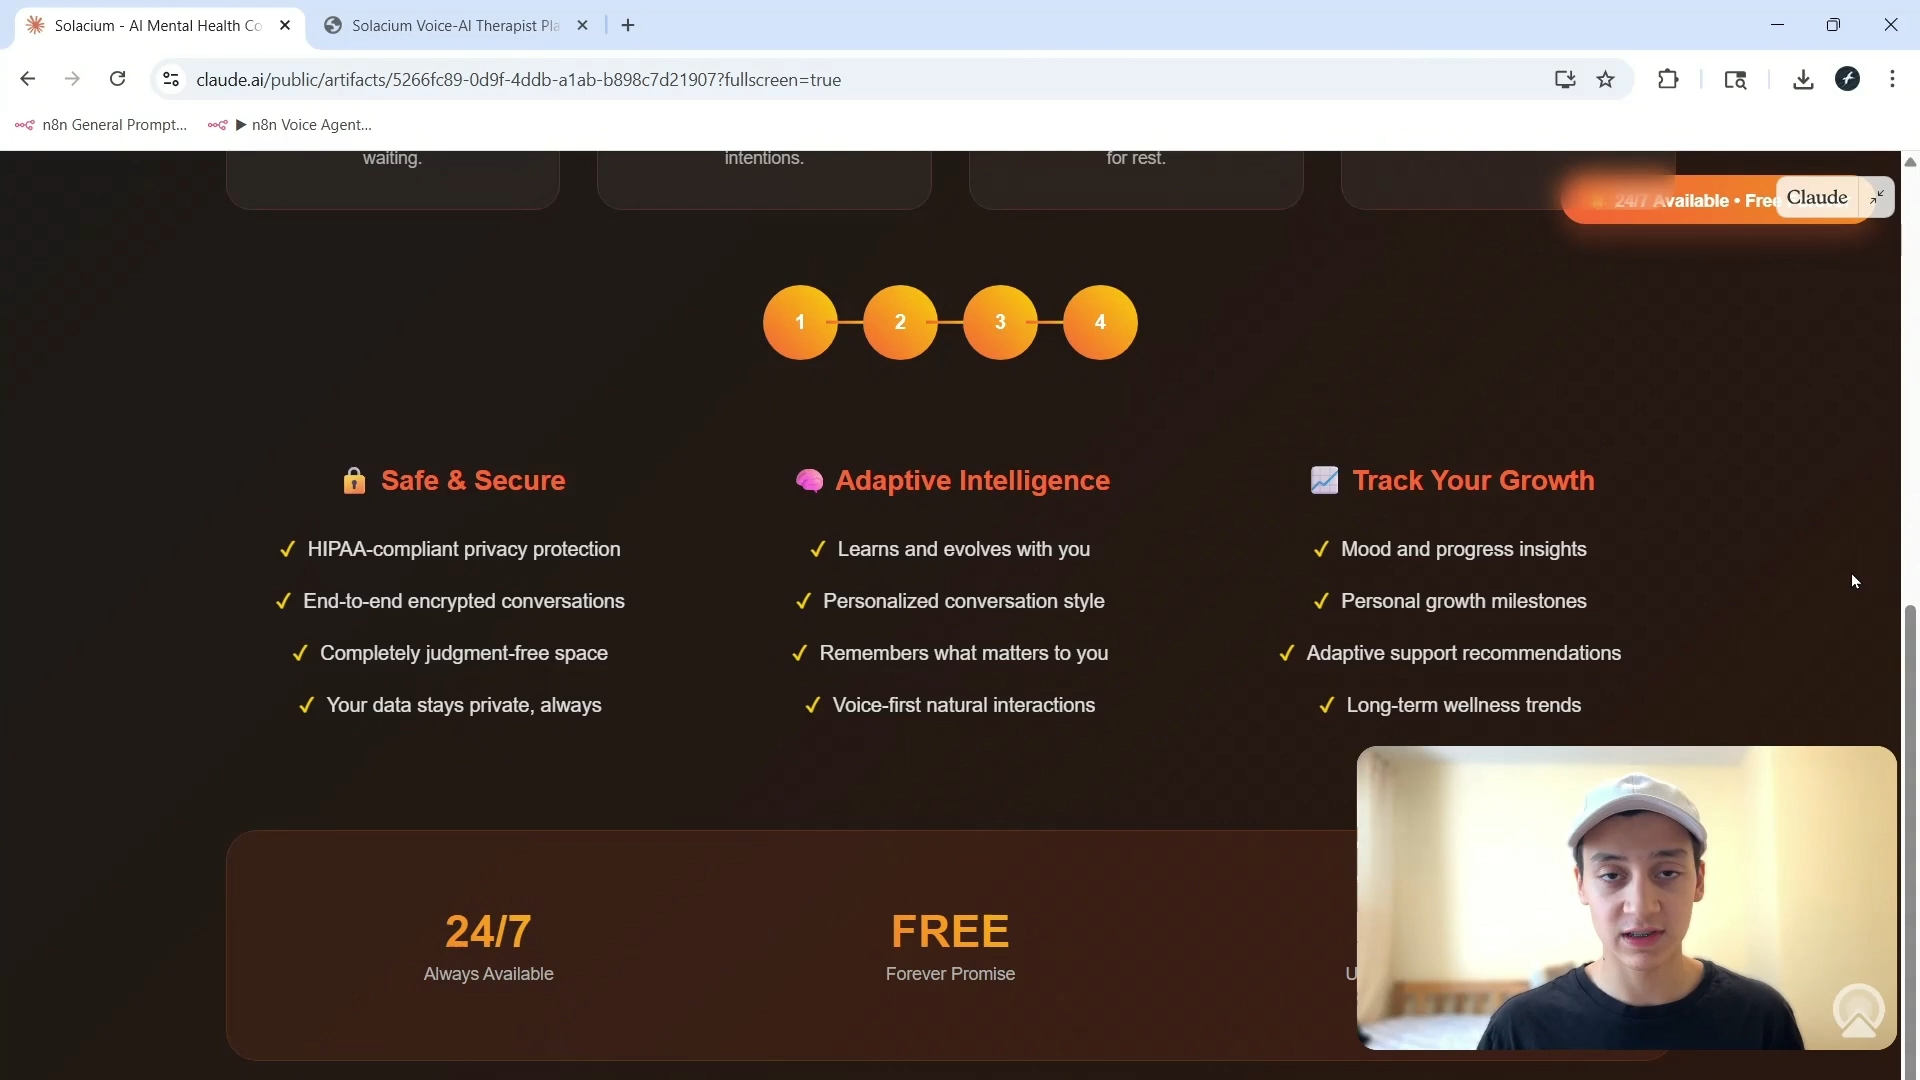 Solacium - AI Mental Health Co
Solacium Voice-AI Therapist Pla
claude.ai/public/artifacts/5266fc89-0d9f-4ddb-a1ab-b898c7d21907?fullscreen=true
n8n General Prompt...
▶ n8n Voice Agent...
waiting.
intentions.
for rest.
24/7 Available • Free
Claude
1
2
3
4
Safe & Secure
✓ HIPAA-compliant privacy protection
✓ End-to-end encrypted conversations
✓ Completely judgment-free space
✓ Your data stays private, always
Adaptive Intelligence
✓ Learns and evolves with you
✓ Personalized conversation style
✓ Remembers what matters to you
✓ Voice-first natural interactions
Track Your Growth
✓ Mood and progress insights
✓ Personal growth milestones
✓ Adaptive support recommendations
✓ Long-term wellness trends
24/7
Always Available
FREE
Forever Promise
U